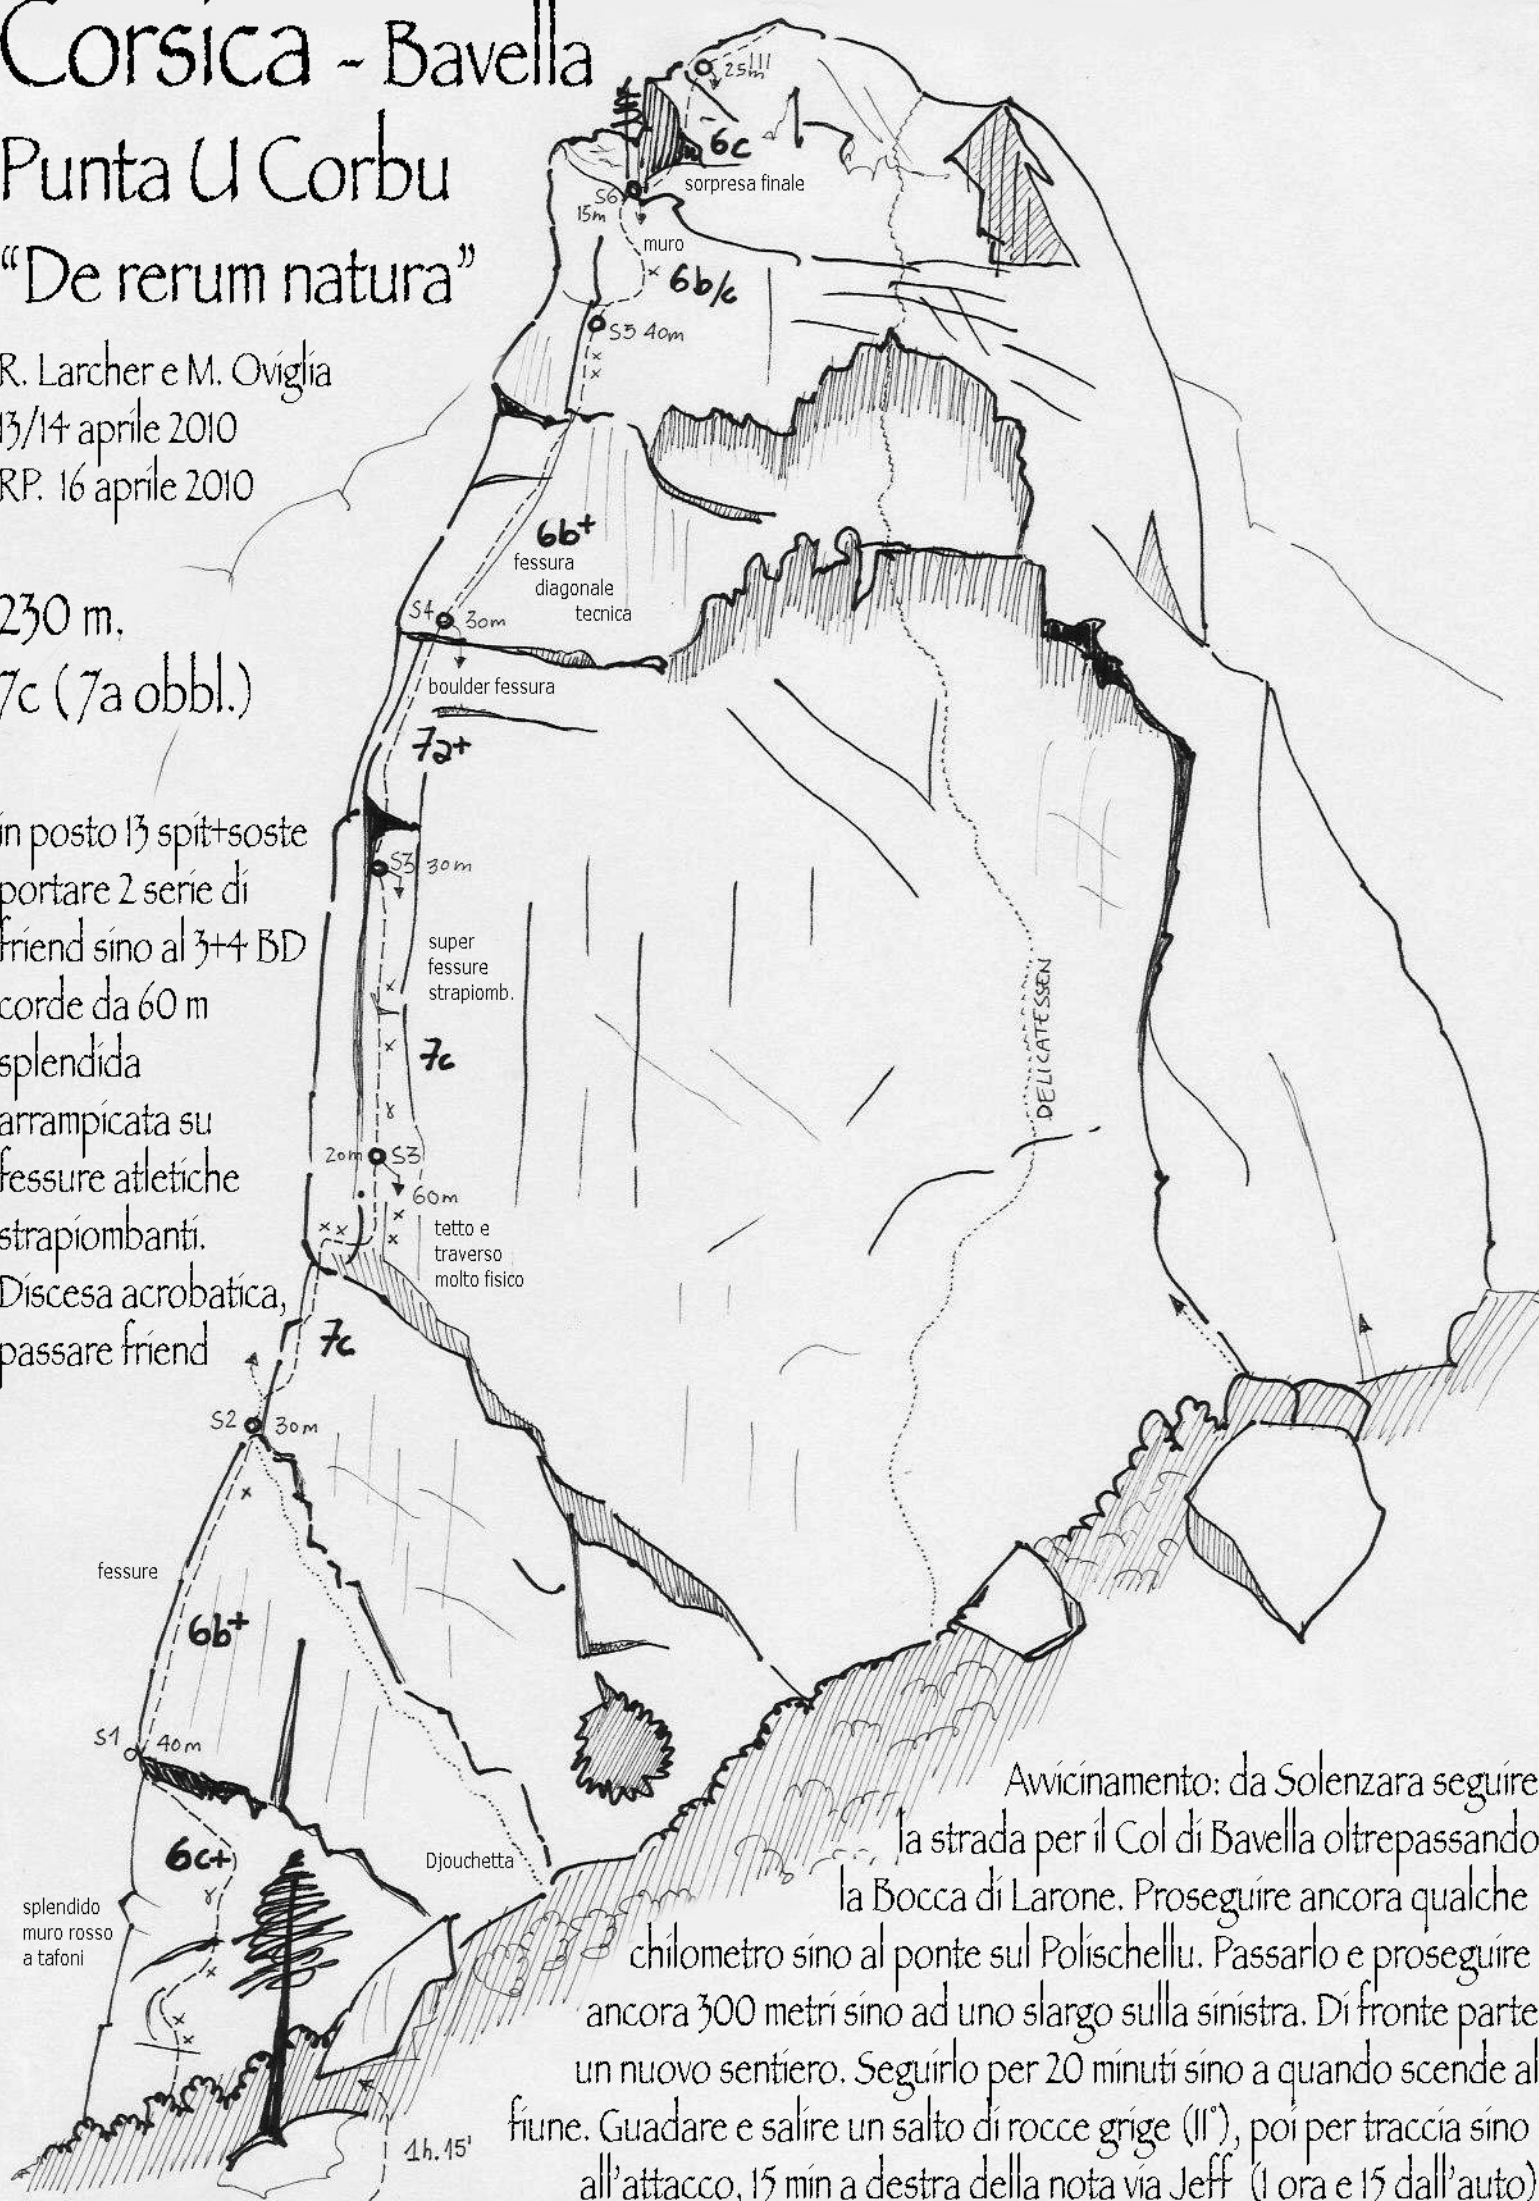 Corsica - Bavella
Punta U Corbu
“De rerum natura”
R. Larcher e M. Oviglia
13/14 aprile 2010
RP. 16 aprile 2010
230 m,
7c (7a obbl.)
in posto 13 spit+soste
portare 2 serie di
friend sino al 3+4 BD
corde da 60 m
splendida
arrampicata su
fessure atletiche
strapiombanti.
Discesa acrobatica,
passare friend
25m!!!
6c
sorpresa finale
S6
15m
muro
6b/c
S5 40m
6b+
fessura
diagonale
tecnica
S4 30m
boulder fessura
7a+
S3 30m
super
fessure
strapiomb.
7c
DELICATESSEN
20m S3
60m
tetto e
traverso
molto fisico
7c
S2 30m
fessure
6b+
S1 40m
6c+
Djouchetta
splendido
muro rosso
a tafoni
1h.15'
Avvicinamento: da Solenzara seguire
la strada per il Col di Bavella oltrepassando
la Bocca di Larone. Proseguire ancora qualche
chilometro sino al ponte sul Polischellu. Passarlo e proseguire
ancora 300 metri sino ad uno slargo sulla sinistra. Di fronte parte
un nuovo sentiero. Seguirlo per 20 minuti sino a quando scende al
fiune. Guadare e salire un salto di rocce grige (II°), poi per traccia sino
all'attacco, 15 min a destra della nota via Jeff (1 ora e 15 dall'auto)